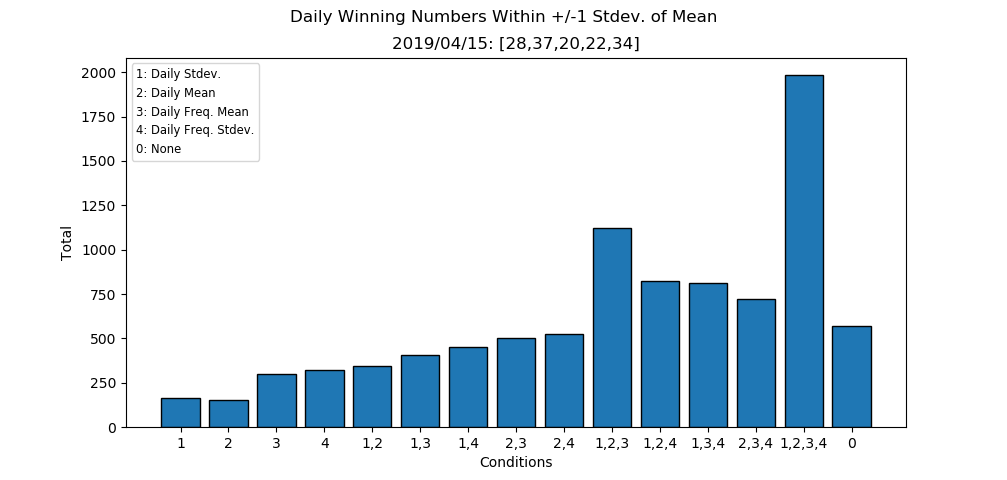 Daily Winning Numbers Within +/-1 Stdev. of Mean
2019/04/15: [28,37,20,22,34]
1: Daily Stdev.
2: Daily Mean
3: Daily Freq. Mean
4: Daily Freq. Stdev.
0: None
2000
1750
1500
1250
1000
750
500
250
0
Total
1 2 3 4 1,2 1,3 1,4 2,3 2,4 1,2,3 1,2,4 1,3,4 2,3,4 1,2,3,4 0
Conditions